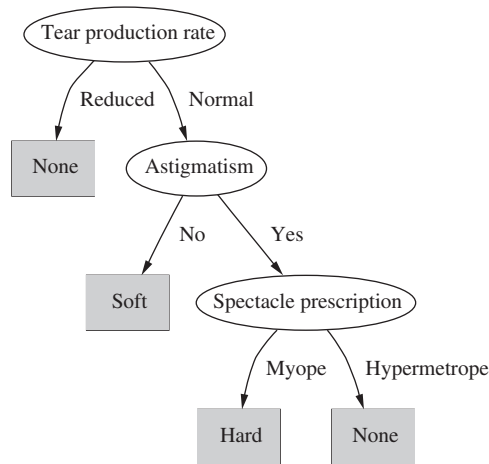 Tear production rate
Reduced
Normal
None
Astigmatism
No
Yes
Soft
Spectacle prescription
Myope
Hypermetrope
Hard
None